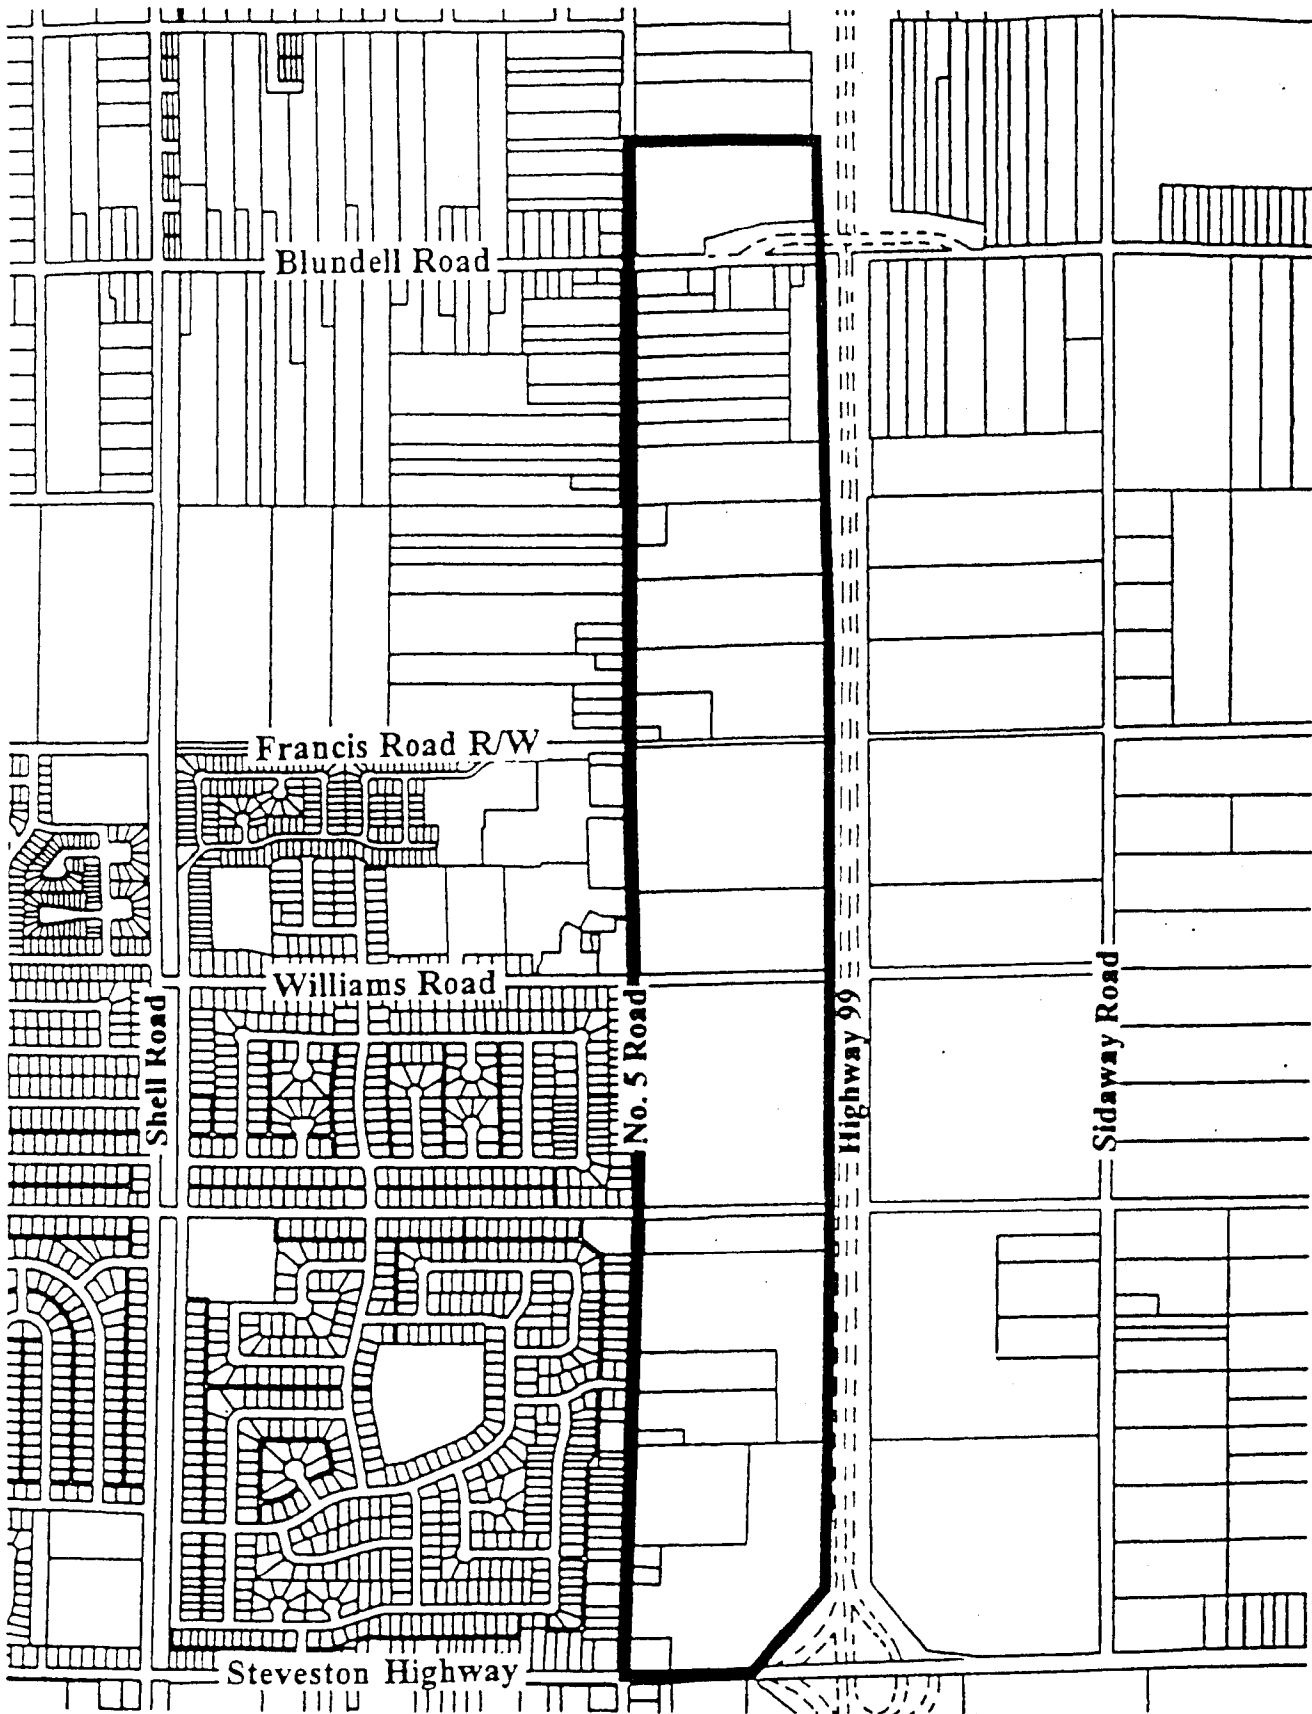 Blundell Road
Francis Road R/W
Williams Road
Shell Road
No. 5 Road
Highway 99
Sidaway Road
Steveston Highway